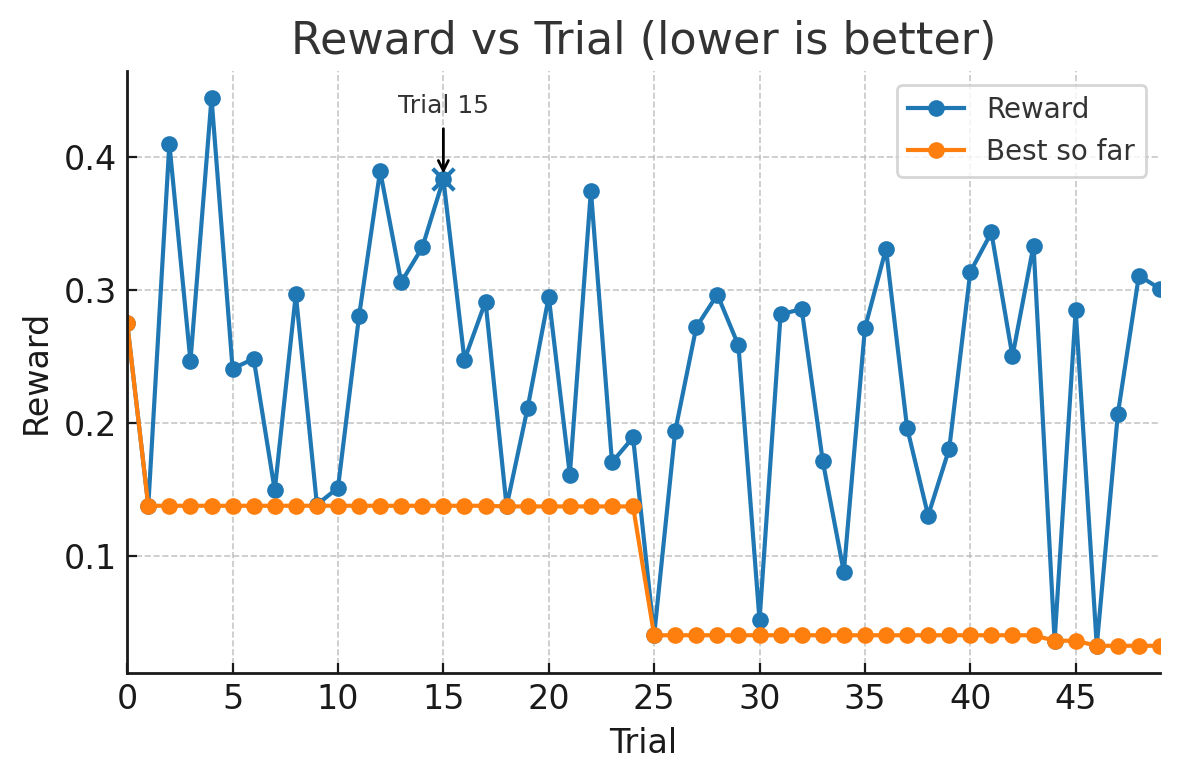 Reward vs Trial (lower is better)
Trial 15
Reward
Best so far
0.4
0.3
0.2
0.1
Reward
0 5 10 15 20 25 30 35 40 45
Trial